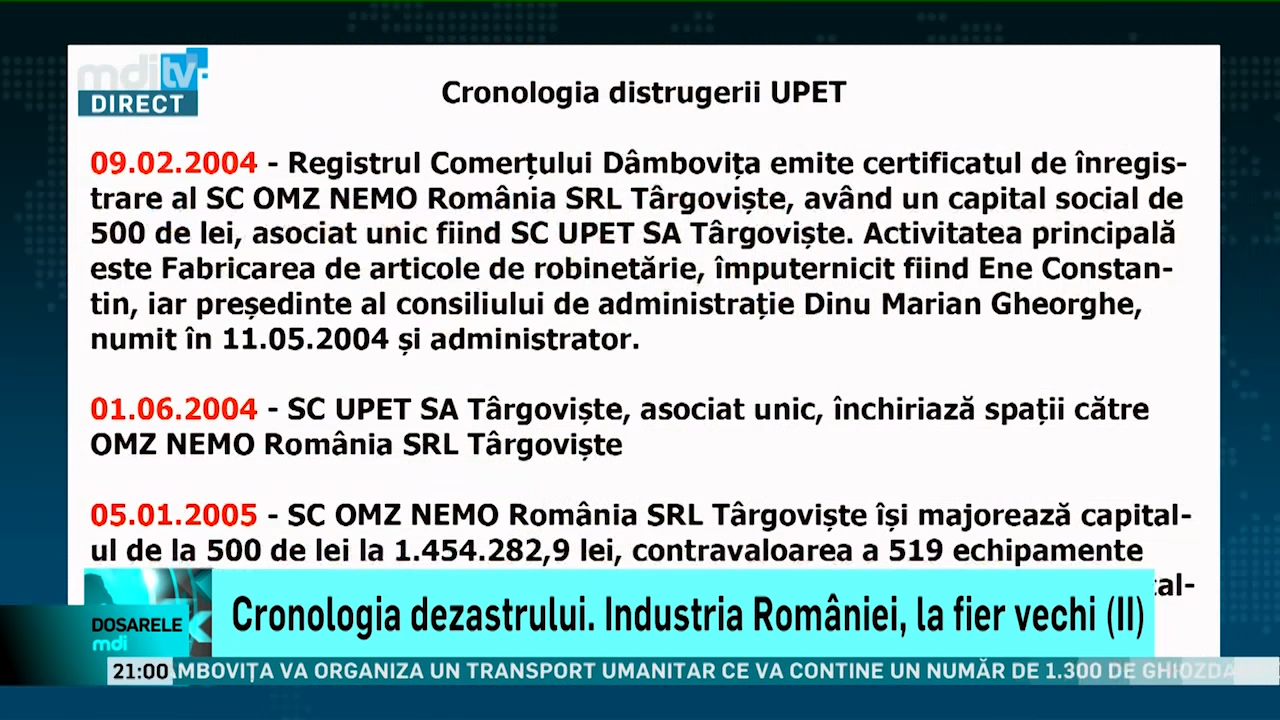 mdi tv
DIRECT
Cronologia distrugerii UPET
09.02.2004 - Registrul Comerțului Dâmbovița emite certificatul de înregis-
trare al SC OMZ NEMO România SRL Târgoviște, având un capital social de
500 de lei, asociat unic fiind SC UPET SA Târgoviște. Activitatea principală
este Fabricarea de articole de robinetărie, împuternicit fiind Ene Constan-
tin, iar președinte al consiliului de administrație Dinu Marian Gheorghe,
numit în 11.05.2004 și administrator.
01.06.2004 - SC UPET SA Târgoviște, asociat unic, închiriază spații către
OMZ NEMO România SRL Târgoviște
05.01.2005 - SC OMZ NEMO România SRL Târgoviște își majorează capital-
ul de la 500 de lei la 1.454.282,9 lei, contravaloarea a 519 echipamente
Cronologia dezastrului. Industria României, la fier vechi (II)
DOSARELE
mdi
21:00 AMBOVIȚA VA ORGANIZA UN TRANSPORT UMANITAR CE VA CONTINE UN NUMĂR DE 1.300 DE GHIOZDA